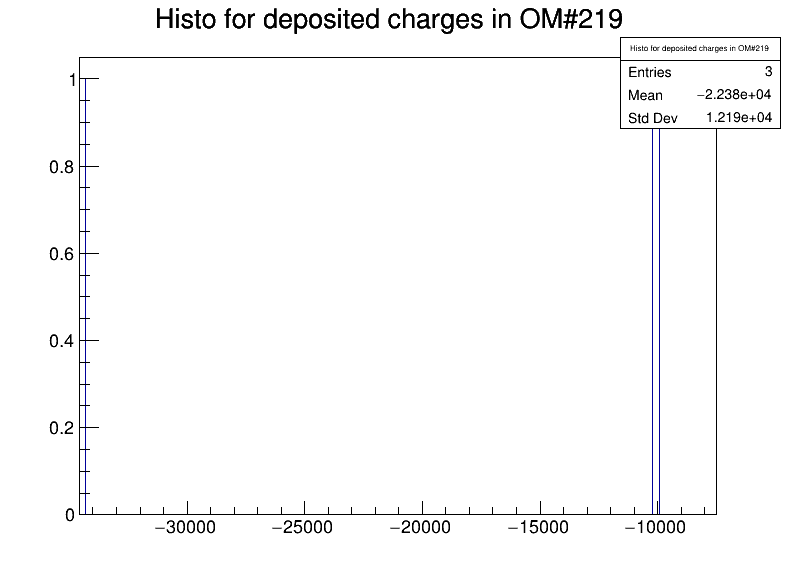 Histo for deposited charges in OM#219
Histo for deposited charges in OM#219
Entries 3
Mean −2.238e+04
Std Dev 1.219e+04
1
0.8
0.6
0.4
0.2
0
−30000 −25000 −20000 −15000 −10000